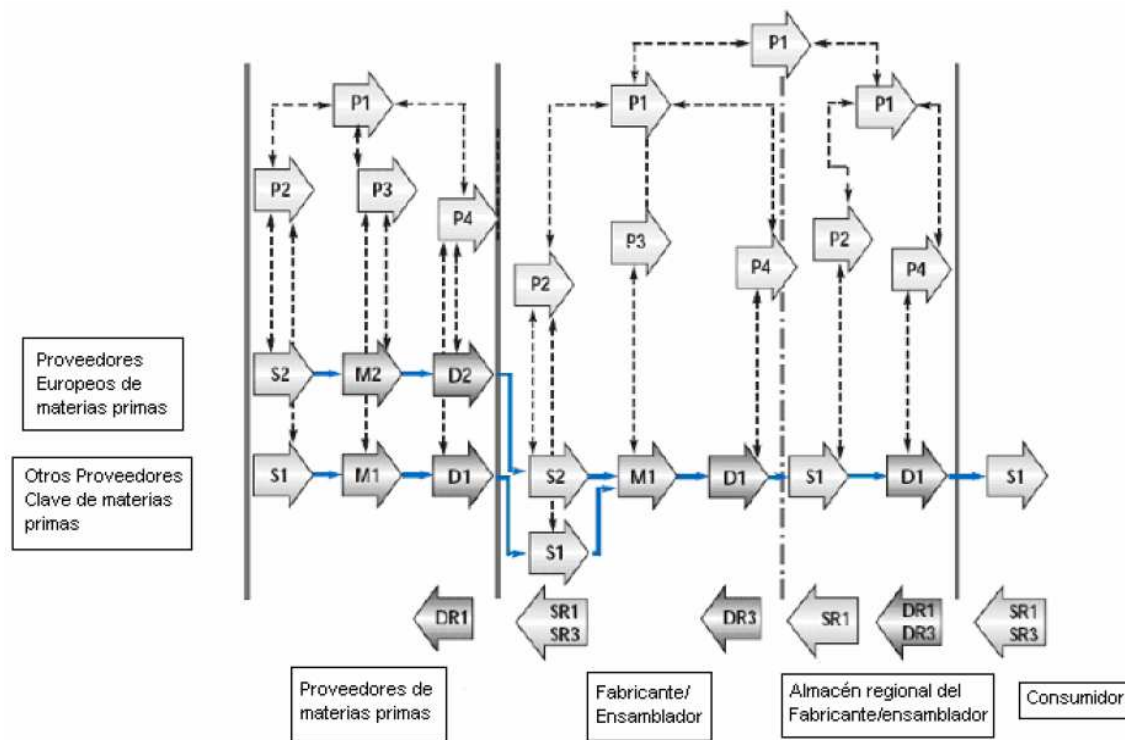 P1
P1
P1
P1
P2
P3
P4
P2
P3
P4
P2
P4
Proveedores
Europeos de
materias primas
S2
M2
D2
Otros Proveedores
Clave de materias
primas
S1
M1
D1
S2
M1
D1
S1
D1
S1
S1
DR1
SR1
SR3
DR3
SR1
DR1
DR3
SR1
SR3
Proveedores de
materias primas
Fabricante/
Ensamblador
Almacén regional del
Fabricante/ensamblador
Consumidor